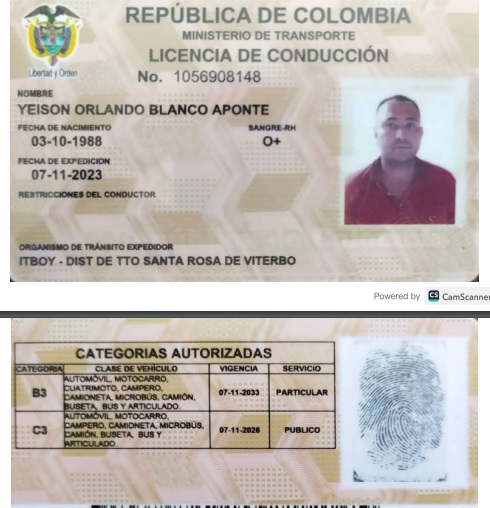 REPÚBLICA DE COLOMBIA
MINISTERIO DE TRANSPORTE
LICENCIA DE CONDUCCIÓN
Libertad y Orden
No. 1056908148
NOMBRE
YEISON ORLANDO BLANCO APONTE
FECHA DE NACIMIENTO SANGRE-RH
03-10-1988 O+
FECHA DE EXPEDICION
07-11-2023
RESTRICCIONES DEL CONDUCTOR
ORGANISMO DE TRÁNSITO EXPEDIDOR
ITBOY - DIST DE TTO SANTA ROSA DE VITERBO
Powered by CS CamScanner
CATEGORIAS AUTORIZADAS
CATEGORIA CLASE DE VEHÍCULO VIGENCIA SERVICIO
B3
AUTOMÓVIL, MOTOCARRO,
CUATRIMOTO, CAMPERO,
CAMIONETA, MICROBÚS, CAMIÓN,
BUSETA, BUS Y ARTICULADO.
07-11-2033 PARTICULAR
C3
AUTOMÓVIL, MOTOCARRO,
CAMPERO, CAMIONETA, MICROBÚS,
CAMIÓN, BUSETA, BUS Y
ARTICULADO.
07-11-2026 PUBLICO